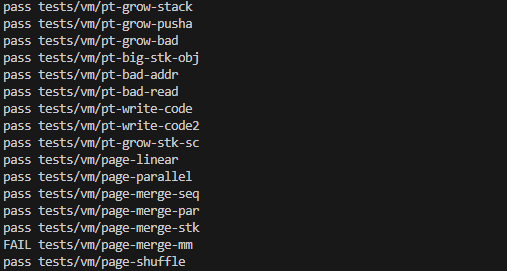 pass tests/vm/pt-grow-stack
pass tests/vm/pt-grow-pusha
pass tests/vm/pt-grow-bad
pass tests/vm/pt-big-stk-obj
pass tests/vm/pt-bad-addr
pass tests/vm/pt-bad-read
pass tests/vm/pt-write-code
pass tests/vm/pt-write-code2
pass tests/vm/pt-grow-stk-sc
pass tests/vm/page-linear
pass tests/vm/page-parallel
pass tests/vm/page-merge-seq
pass tests/vm/page-merge-par
pass tests/vm/page-merge-stk
FAIL tests/vm/page-merge-mm
pass tests/vm/page-shuffle